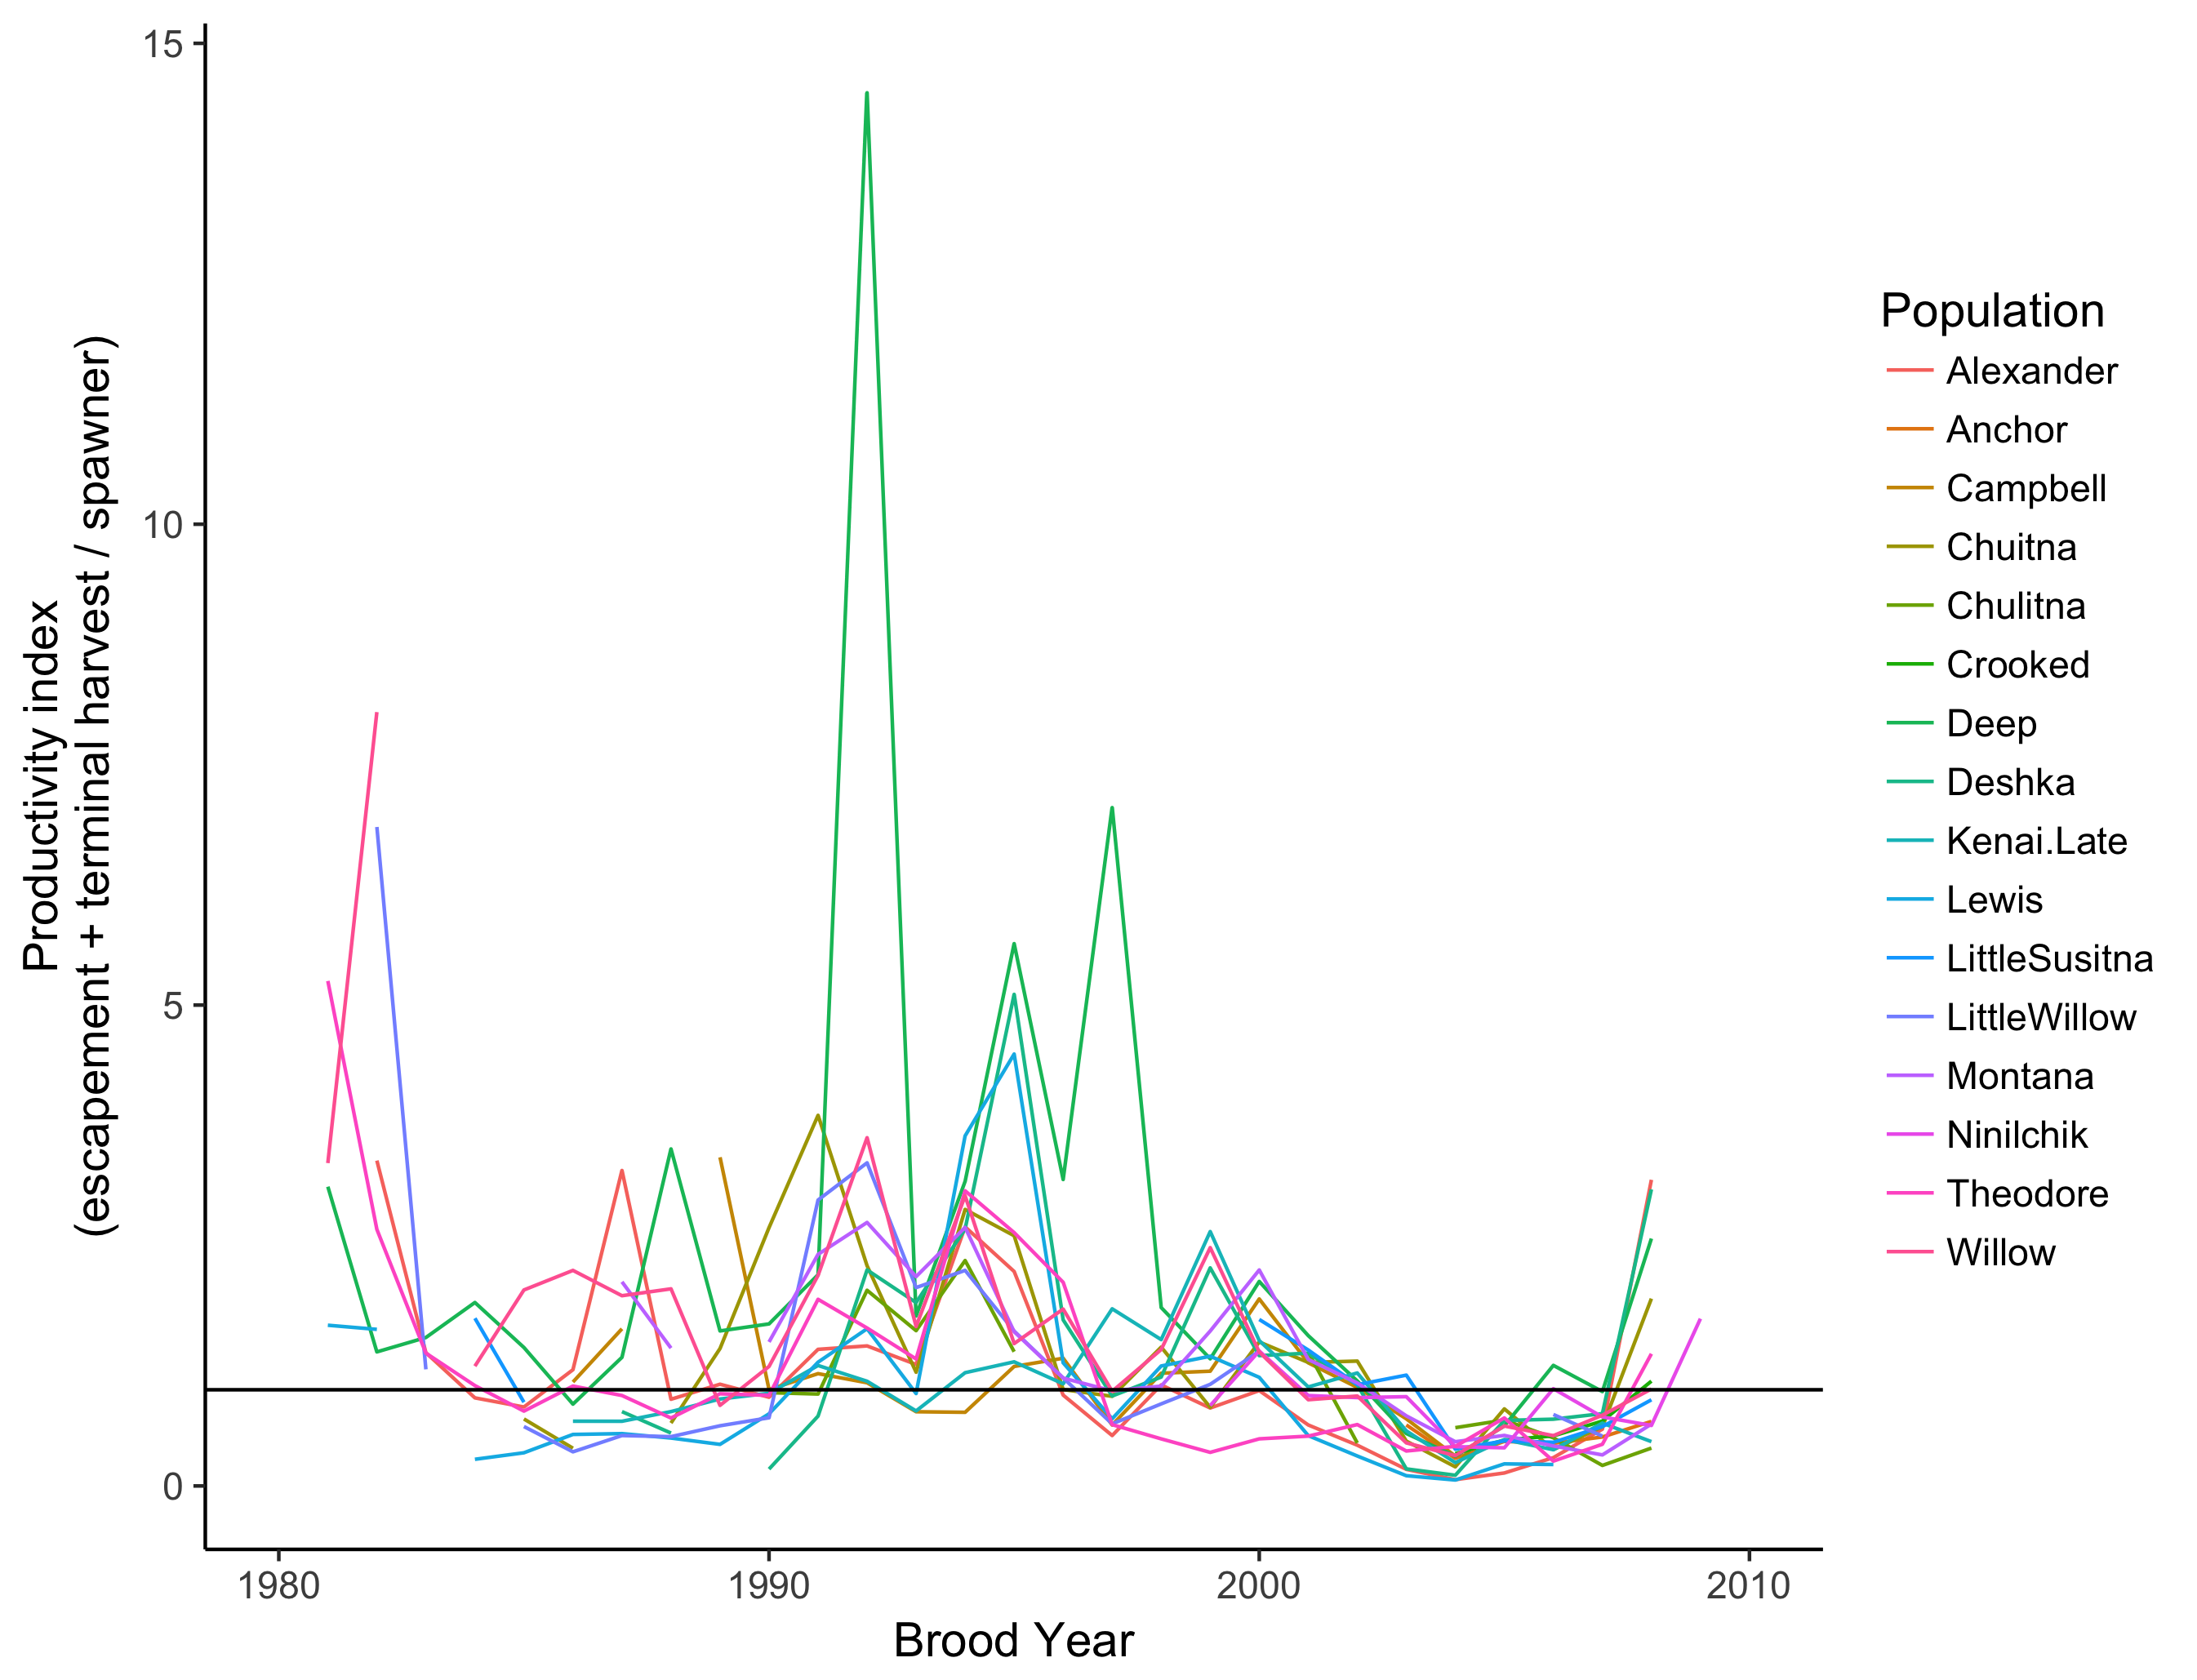 Productivity index
(escapement + terminal harvest / spawner)
15
10
5
0
1980
1990
2000
2010
Brood Year
Population
Alexander
Anchor
Campbell
Chuitna
Chulitna
Crooked
Deep
Deshka
Kenai.Late
Lewis
LittleSusitna
LittleWillow
Montana
Ninilchik
Theodore
Willow